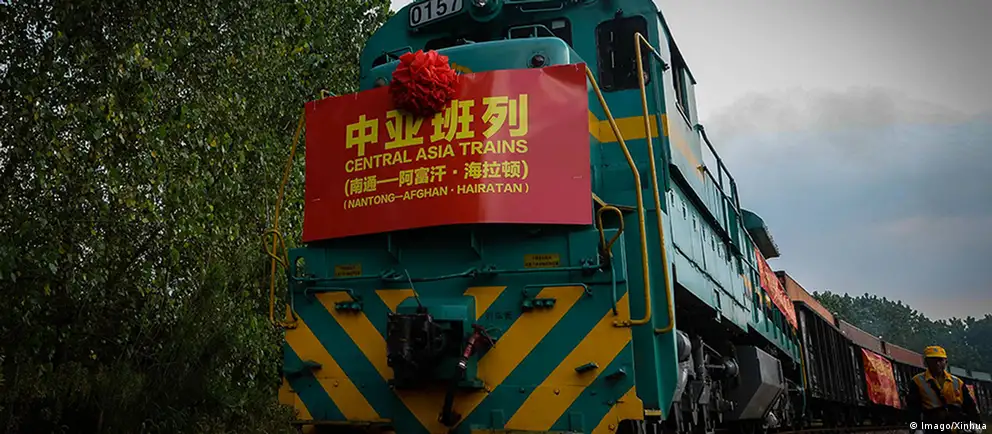 0157
中亚班列
CENTRAL ASIA TRAINS
(南通—阿富汗·海拉顿)
(NANTONG—AFGHAN·HAIRATAN)
© Imago/Xinhua